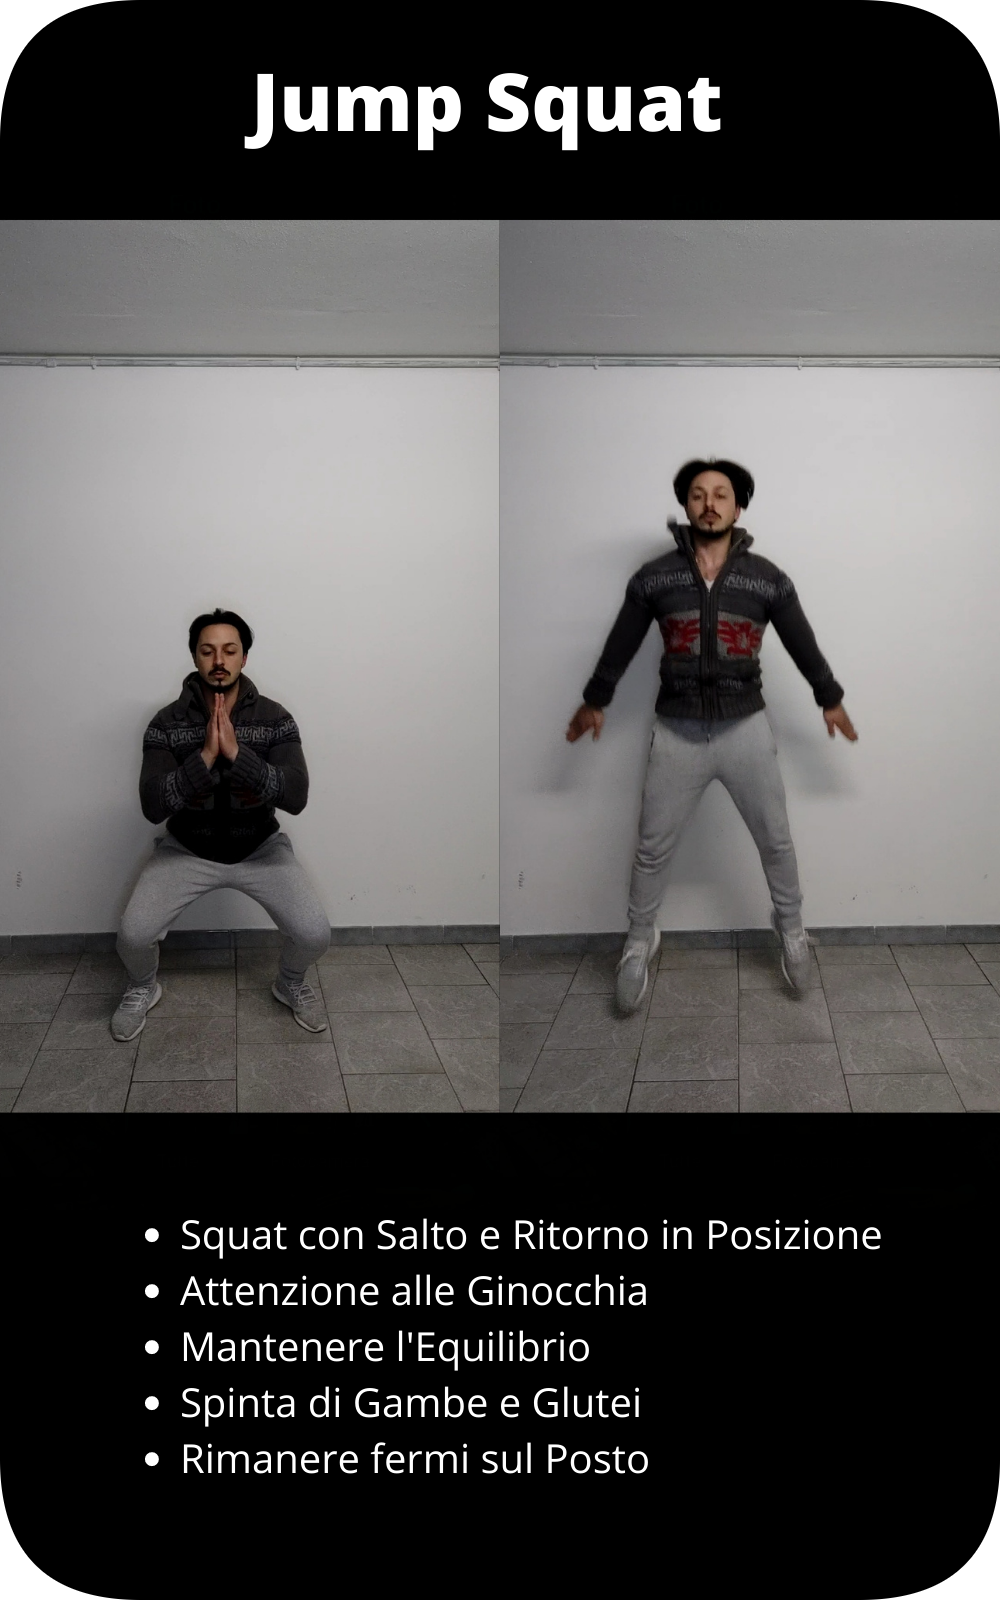 Jump Squat
• Squat con Salto e Ritorno in Posizione
• Attenzione alle Ginocchia
• Mantenere l'Equilibrio
• Spinta di Gambe e Glutei
• Rimanere fermi sul Posto